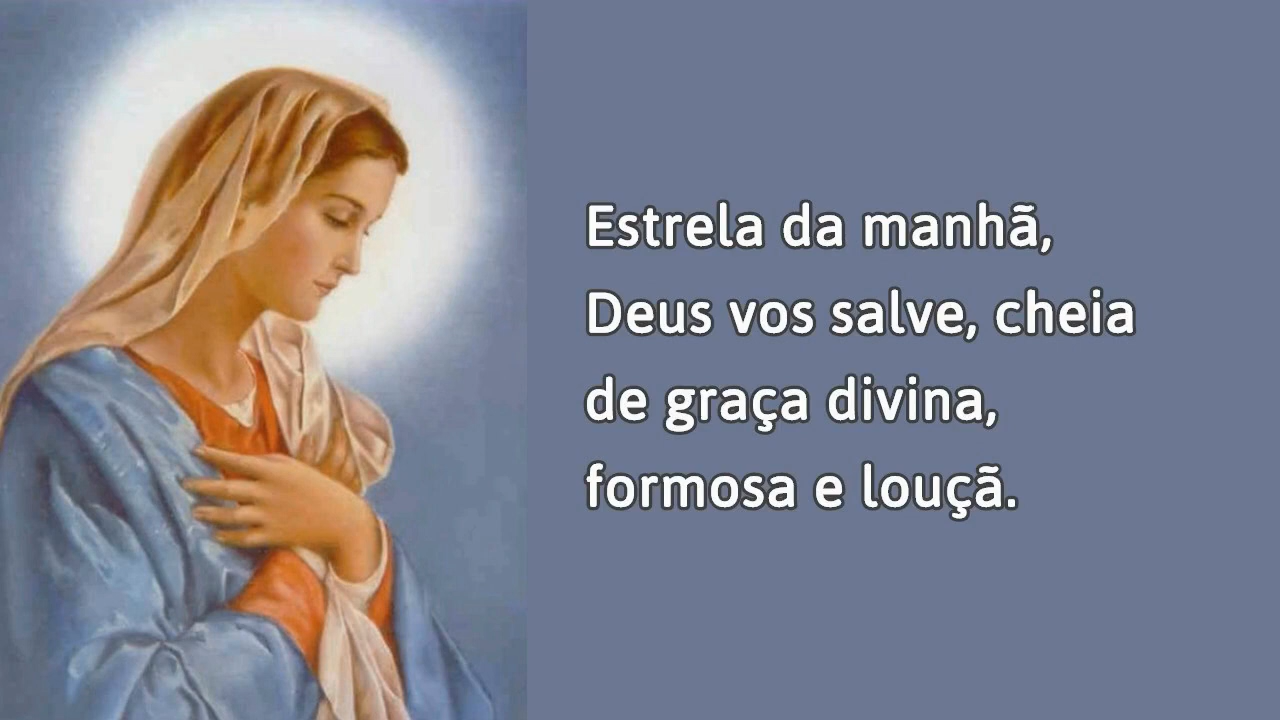 Estrela da manhã,
Deus vos salve, cheia
de graça divina,
formosa e louçã.